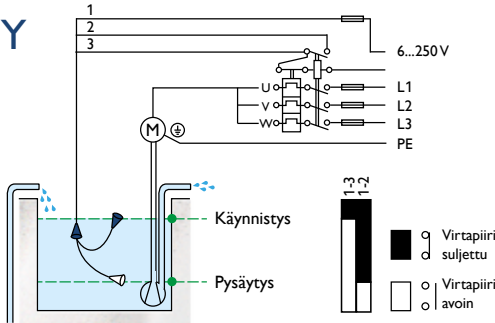 Y
1
2
3
6...250 V
U
L1
V
L2
W
L3
M
PE
Käynnistys
Pysäytys
1-3
1-2
Virtapiiri
suljettu
Virtapiiri
avoin